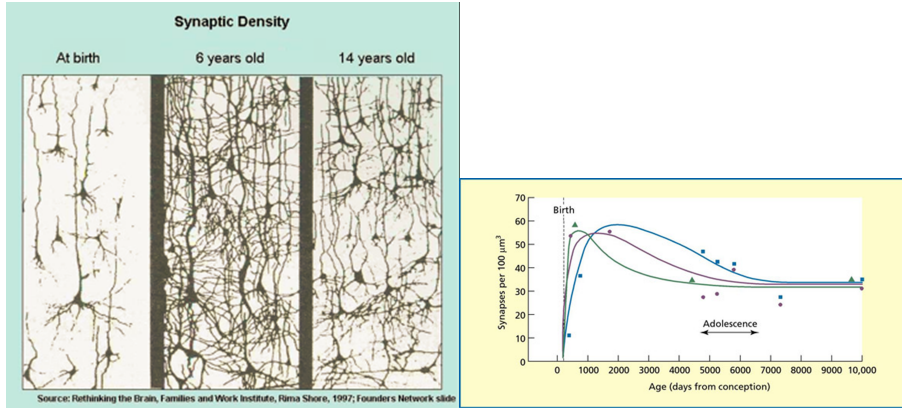 Synaptic Density
At birth
6 years old
14 years old
Source: Rethinking the Brain, Families and Work Institute, Rima Shore, 1997; Founders Network slide
70
60
50
40
30
20
10
Synapses per 100 µm³
Birth
Adolescence
0 1000 2000 3000 4000 5000 6000 7000 8000 9000 10,000
Age (days from conception)